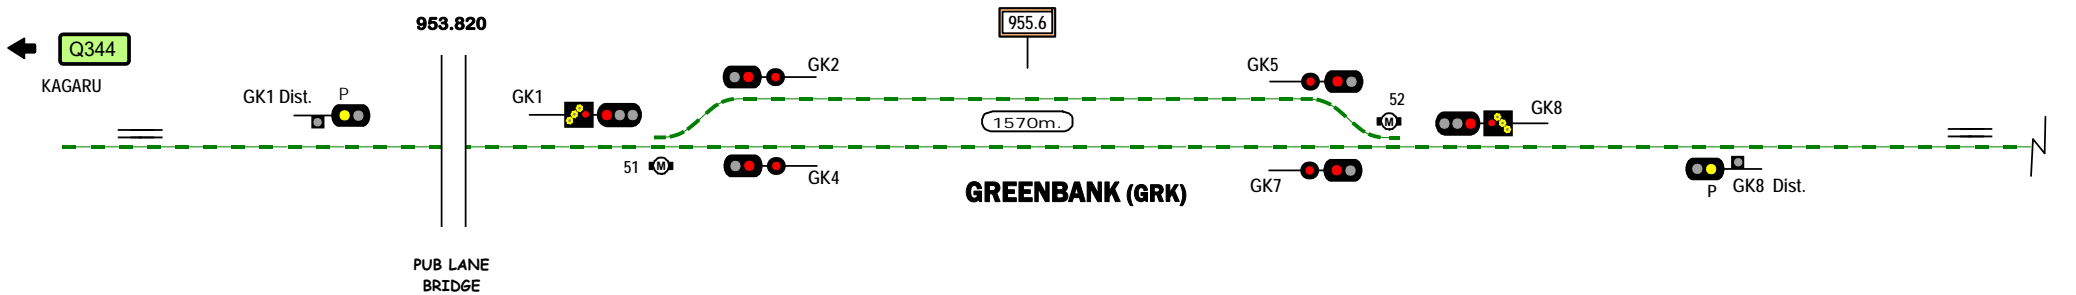 953.820
955.6
Q344
KAGARU
GK1 Dist.
P
GK1
GK2
GK5
52
M
GK8
1570m.
51
M
GK4
GREENBANK (GRK)
GK7
P
GK8 Dist.
PUB LANE
BRIDGE